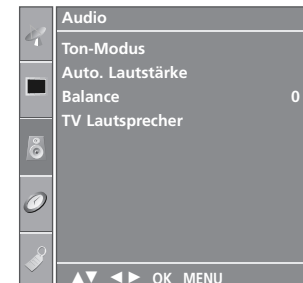 Audio
Ton-Modus
Auto. Lautstärke
Balance 0
TV Lautsprecher
▲▼ ◄► OK MENU